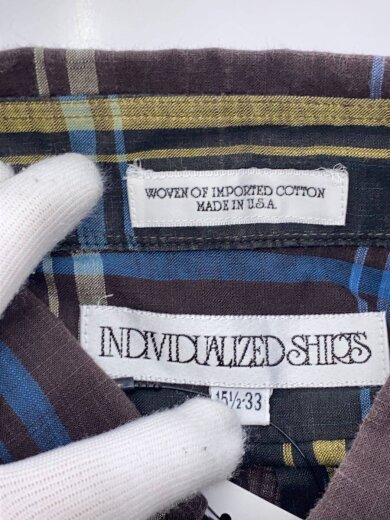 WOVEN OF IMPORTED COTTON
MADE IN U.S.A.
INDIVIDUALIZED SHIRTS
15½-33